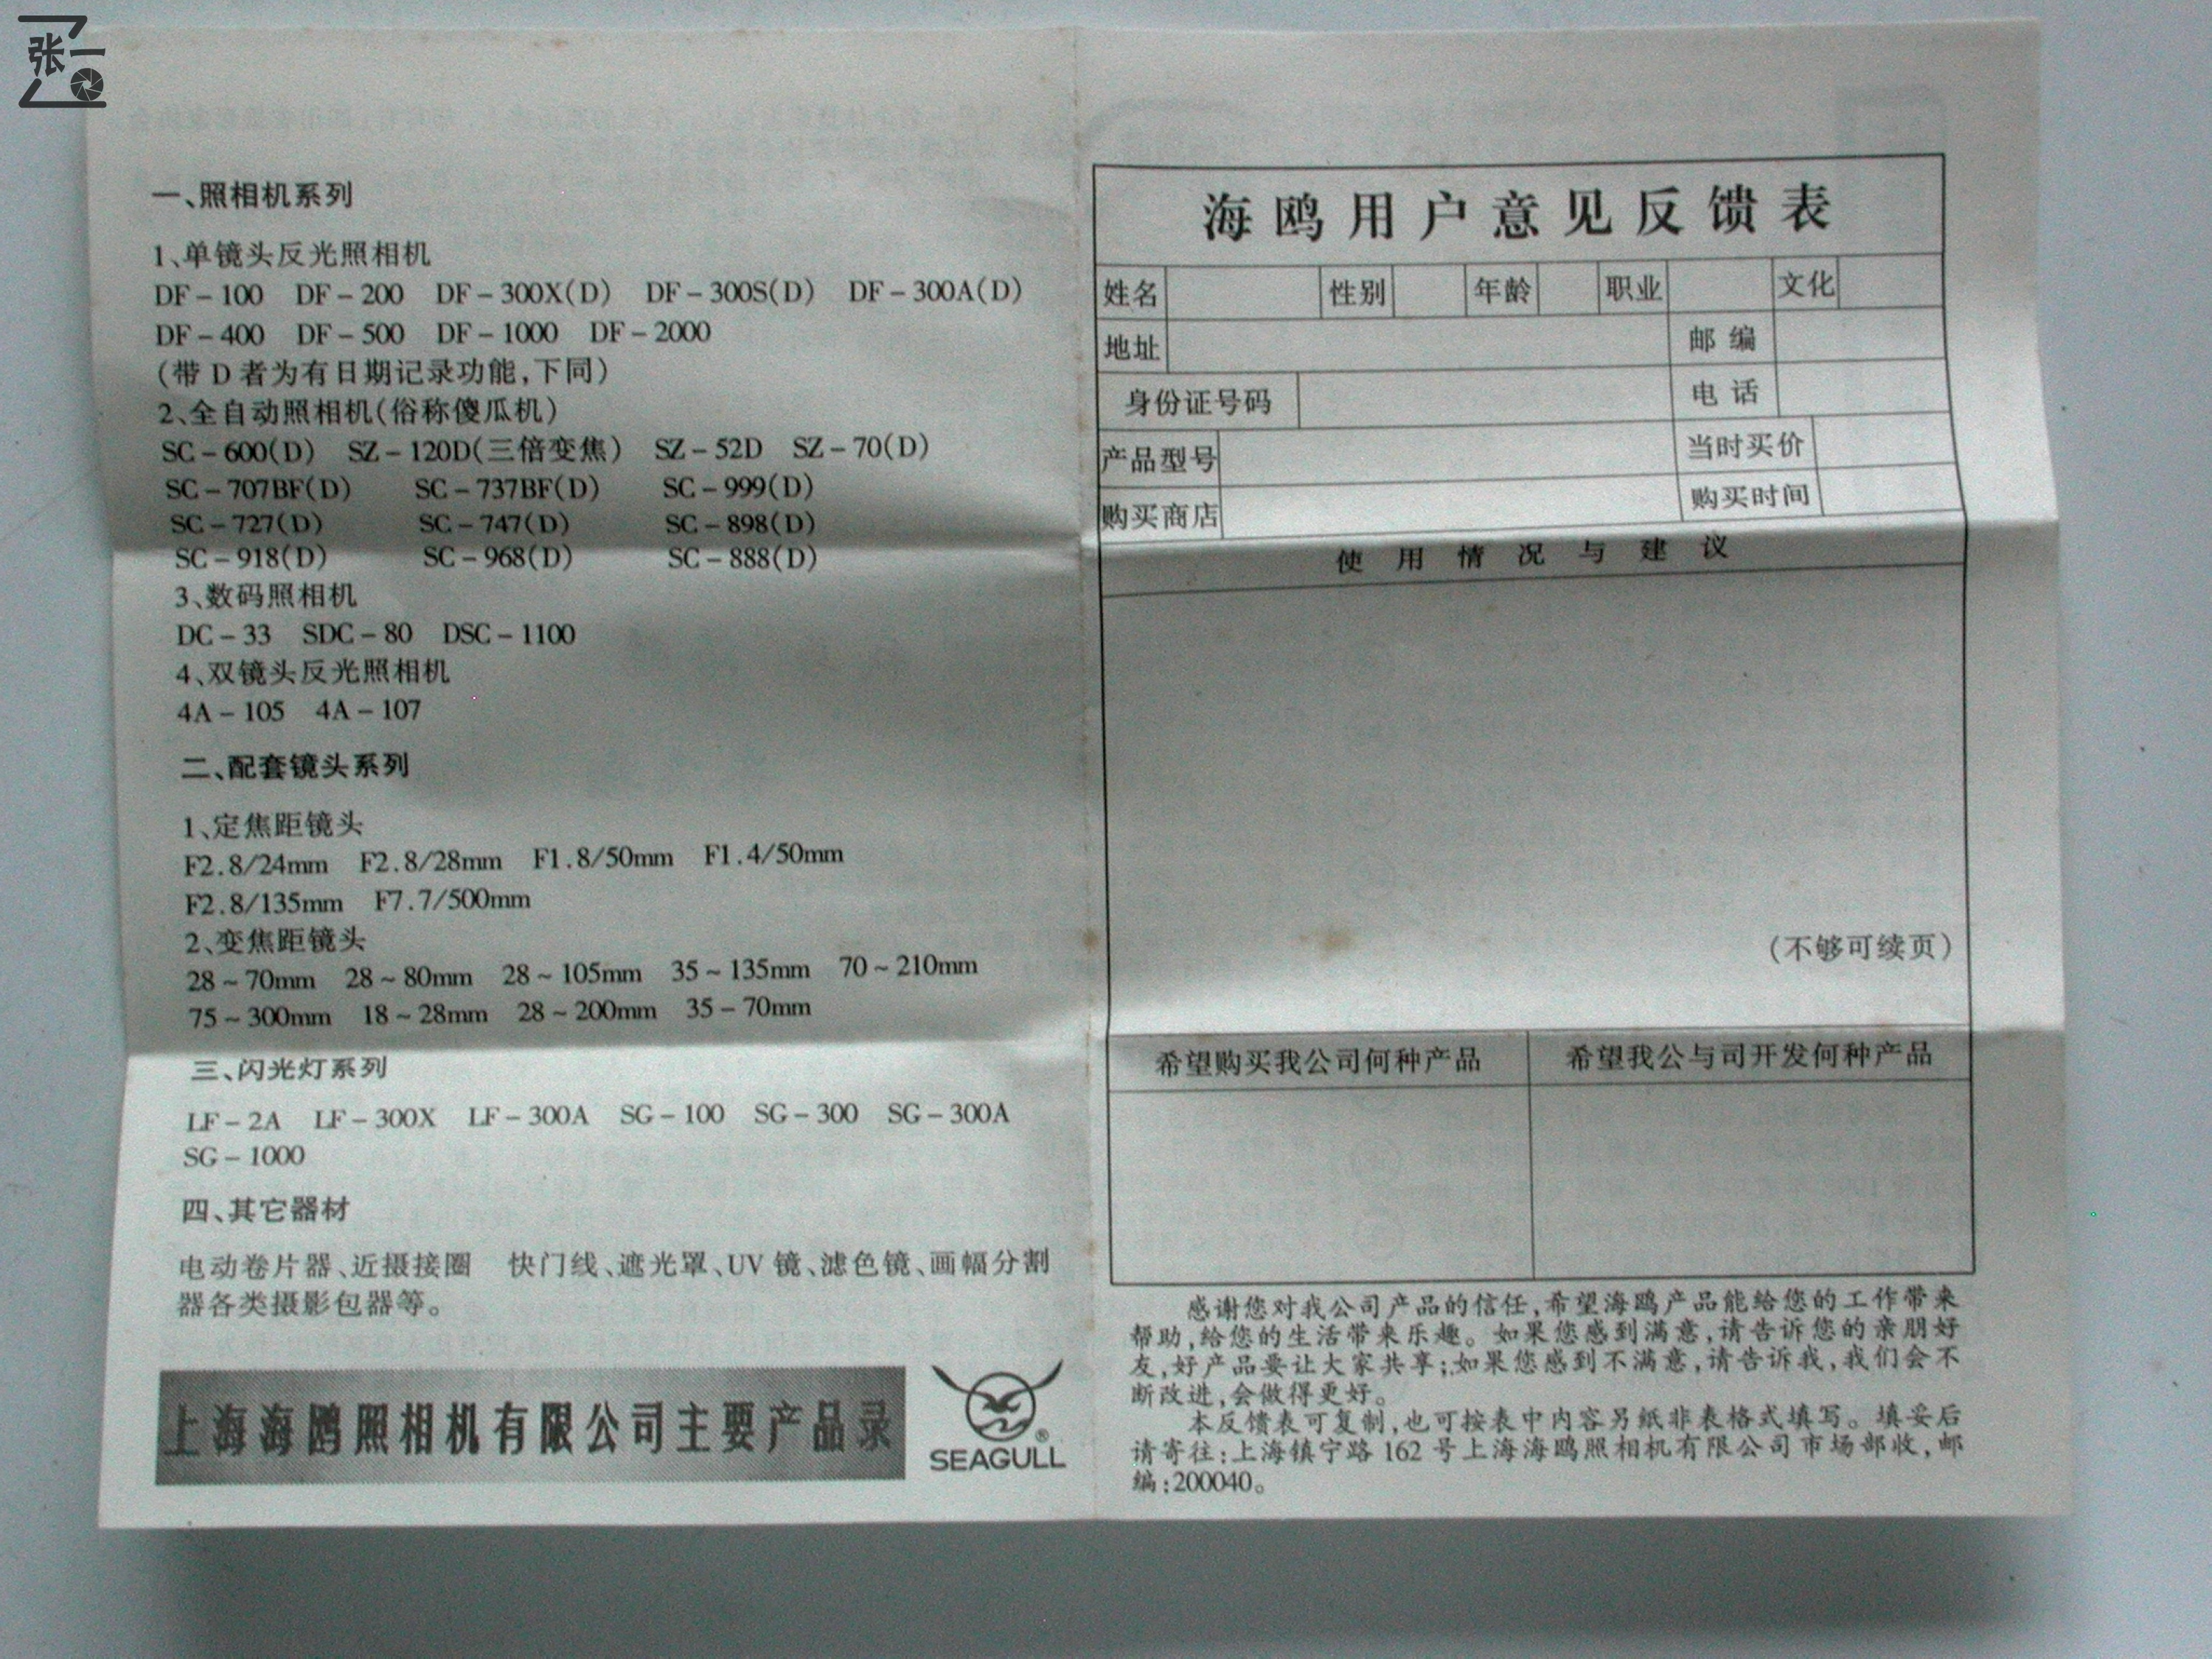 张一
一、照相机系列
1、单镜头反光照相机
DF-100 DF-200 DF-300X(D) DF-300S(D) DF-300A(D)
DF-400 DF-500 DF-1000 DF-2000
(带D者为有日期记录功能,下同)
2、全自动照相机(俗称傻瓜机)
SC-600(D) SZ-120D(三倍变焦) SZ-52D SZ-70(D)
SC-707BF(D) SC-737BF(D) SC-999(D)
SC-727(D) SC-747(D) SC-898(D)
SC-918(D) SC-968(D) SC-888(D)
3、数码照相机
DC-33 SDC-80 DSC-1100
4、双镜头反光照相机
4A-105 4A-107
二、配套镜头系列
1、定焦距镜头
F2.8/24mm F2.8/28mm F1.8/50mm F1.4/50mm
F2.8/135mm F7.7/500mm
2、变焦距镜头
28~70mm 28~80mm 28~105mm 35~135mm 70~210mm
75~300mm 18~28mm 28~200mm 35-70mm
三、闪光灯系列
LF-2A LF-300X LF-300A SG-100 SG-300 SG-300A
SG-1000
四、其它器材
电动卷片器、近摄接圈 快门线、遮光罩、UV镜、滤色镜、画幅分割
器各类摄影包器等。
上海海鸥照相机有限公司主要产品录
®
SEAGULL
海鸥用户意见反馈表
姓名 性别 年龄 职业 文化
地址 邮编
身份证号码 电话
产品型号 当时买价
购买商店 购买时间
使用情况与建议
(不够可续页)
希望购买我公司何种产品 希望我公与司开发何种产品
感谢您对我公司产品的信任,希望海鸥产品能给您的工作带来
帮助,给您的生活带来乐趣。如果您感到满意,请告诉您的亲朋好
友,好产品要让大家共享;如果您感到不满意,请告诉我,我们会不
断改进,会做得更好。
本反馈表可复制,也可按表中内容另纸非表格式填写。填妥后
请寄往:上海镇宁路162号上海海鸥照相机有限公司市场部收,邮
编:200040。